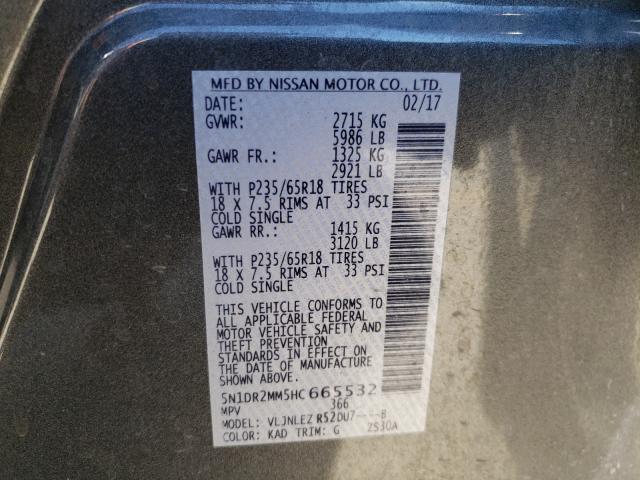 MFD BY NISSAN MOTOR CO., LTD.
DATE: 02/17
GVWR: 2715 KG
5986 LB
GAWR FR.: 1325 KG
2921 LB
WITH P235/65R18 TIRES
18 X 7.5 RIMS AT 33 PSI
COLD SINGLE
GAWR RR.: 1415 KG
3120 LB
WITH P235/65R18 TIRES
18 X 7.5 RIMS AT 33 PSI
COLD SINGLE
THIS VEHICLE CONFORMS TO
ALL APPLICABLE FEDERAL
MOTOR VEHICLE SAFETY AND
THEFT PREVENTION
STANDARDS IN EFFECT ON
THE DATE OF MANUFACTURE
SHOWN ABOVE.
5N1DR2MM5HC665532
MPV 366
MODEL: VLJNLEZ R52DU7----B
COLOR: KAD TRIM: G 2S30A